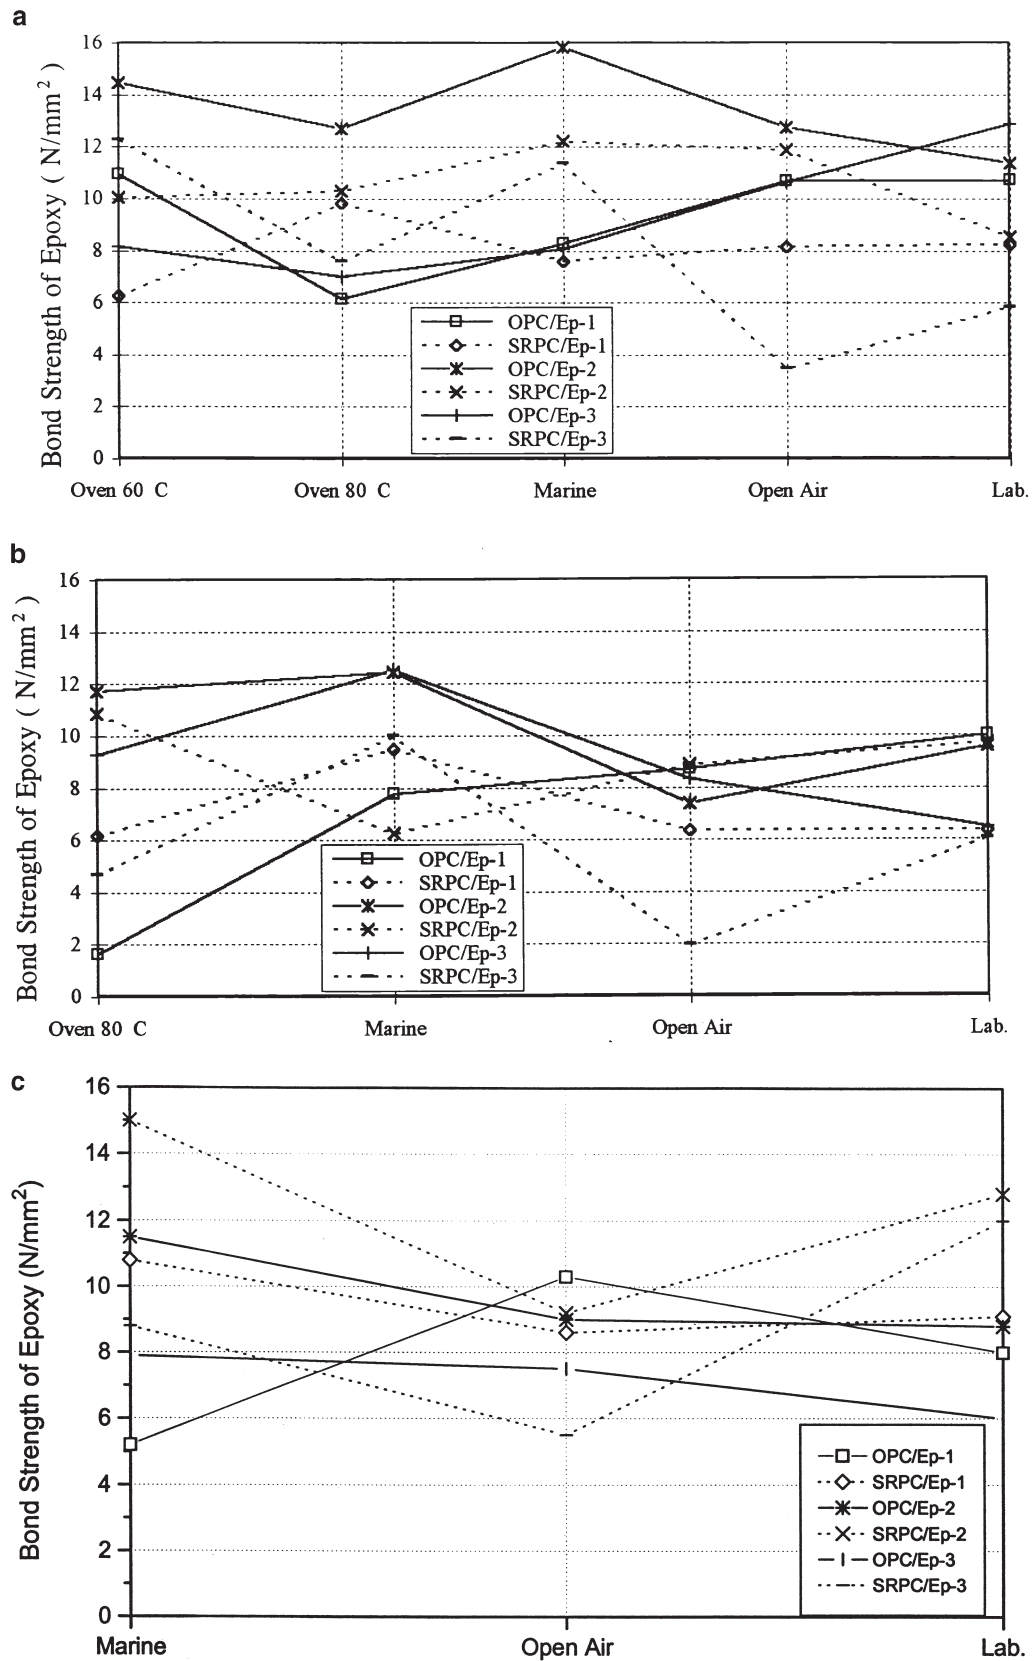 a
Bond Strength of Epoxy ( N/mm² )
16
14
12
10
8
6
4
2
0
OPC/Ep-1
SRPC/Ep-1
OPC/Ep-2
SRPC/Ep-2
OPC/Ep-3
SRPC/Ep-3
Oven 60 C
Oven 80 C
Marine
Open Air
Lab.
b
Bond Strength of Epoxy ( N/mm² )
16
14
12
10
8
6
4
2
0
OPC/Ep-1
SRPC/Ep-1
OPC/Ep-2
SRPC/Ep-2
OPC/Ep-3
SRPC/Ep-3
Oven 80 C
Marine
Open Air
Lab.
c
Bond Strength of Epoxy (N/mm²)
16
14
12
10
8
6
4
2
0
OPC/Ep-1
SRPC/Ep-1
OPC/Ep-2
SRPC/Ep-2
OPC/Ep-3
SRPC/Ep-3
Marine
Open Air
Lab.